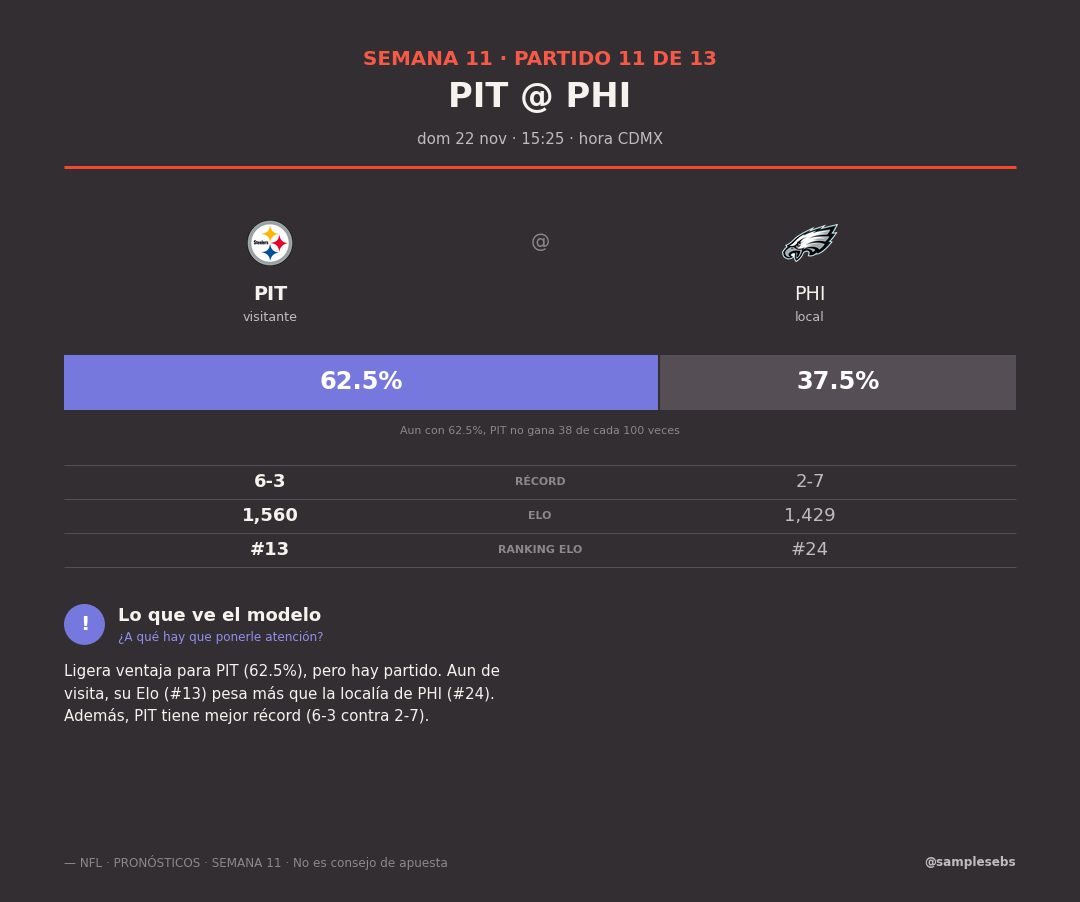 SEMANA 11 · PARTIDO 11 DE 13
PIT @ PHI
dom 22 nov · 15:25 · hora CDMX
Steelers
@
PIT
PHI
visitante
local
62.5%
37.5%
Aun con 62.5%, PIT no gana 38 de cada 100 veces
6-3 RÉCORD 2-7
1,560 ELO 1,429
#13 RANKING ELO #24
!
Lo que ve el modelo
¿A qué hay que ponerle atención?
Ligera ventaja para PIT (62.5%), pero hay partido. Aun de
visita, su Elo (#13) pesa más que la localía de PHI (#24).
Además, PIT tiene mejor récord (6-3 contra 2-7).
— NFL · PRONÓSTICOS · SEMANA 11 · No es consejo de apuesta
@samplesebs